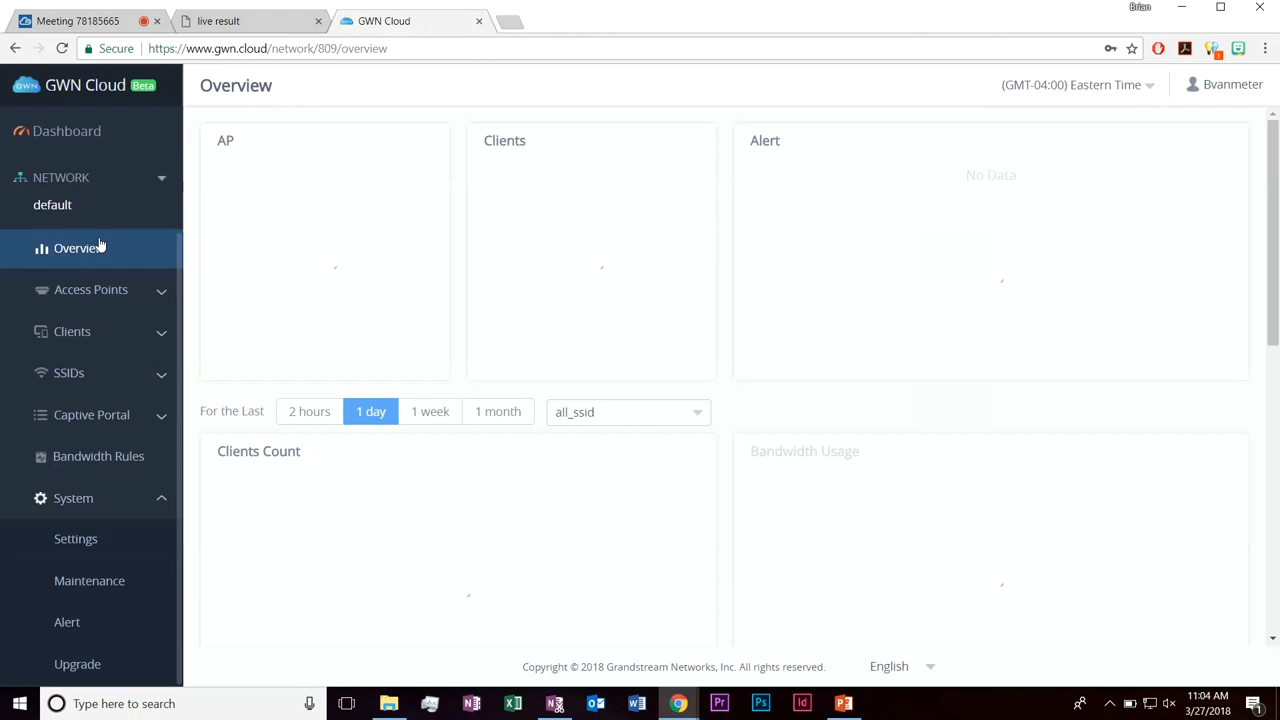 Brian
Meeting 78185665
live result
GWN Cloud
Secure
https://www.gwn.cloud/network/809/overview
GWN
GWN Cloud Beta
Overview
(GMT-04:00) Eastern Time
Bvanmeter
Dashboard
NETWORK
default
Overview
Access Points
Clients
SSIDs
Captive Portal
Bandwidth Rules
System
Settings
Maintenance
Alert
Upgrade
AP
Clients
Alert
No Data
For the Last
2 hours
1 day
1 week
1 month
all_ssid
Clients Count
Bandwidth Usage
Copyright © 2018 Grandstream Networks, Inc. All rights reserved.
English
Type here to search
Pr
Ps
Id
11:04 AM
3/27/2018